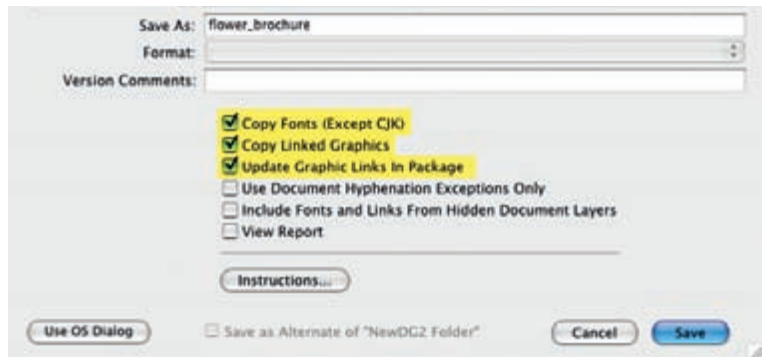 Save As: flower_brochure
Format:
Version Comments:
Copy Fonts (Except CJK)
Copy Linked Graphics
Update Graphic Links In Package
Use Document Hyphenation Exceptions Only
Include Fonts and Links From Hidden Document Layers
View Report
Instructions...
Use OS Dialog Save as Alternate of "NewDG2 Folder" Cancel Save